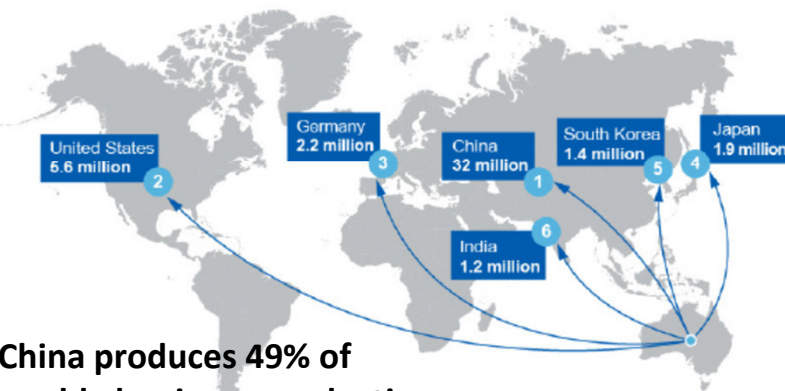 United States
5.6 million
2
Germany
2.2 million
3
China
32 million
1
South Korea
1.4 million
5
Japan
1.9 million
4
India
1.2 million
6
China produces 49% of